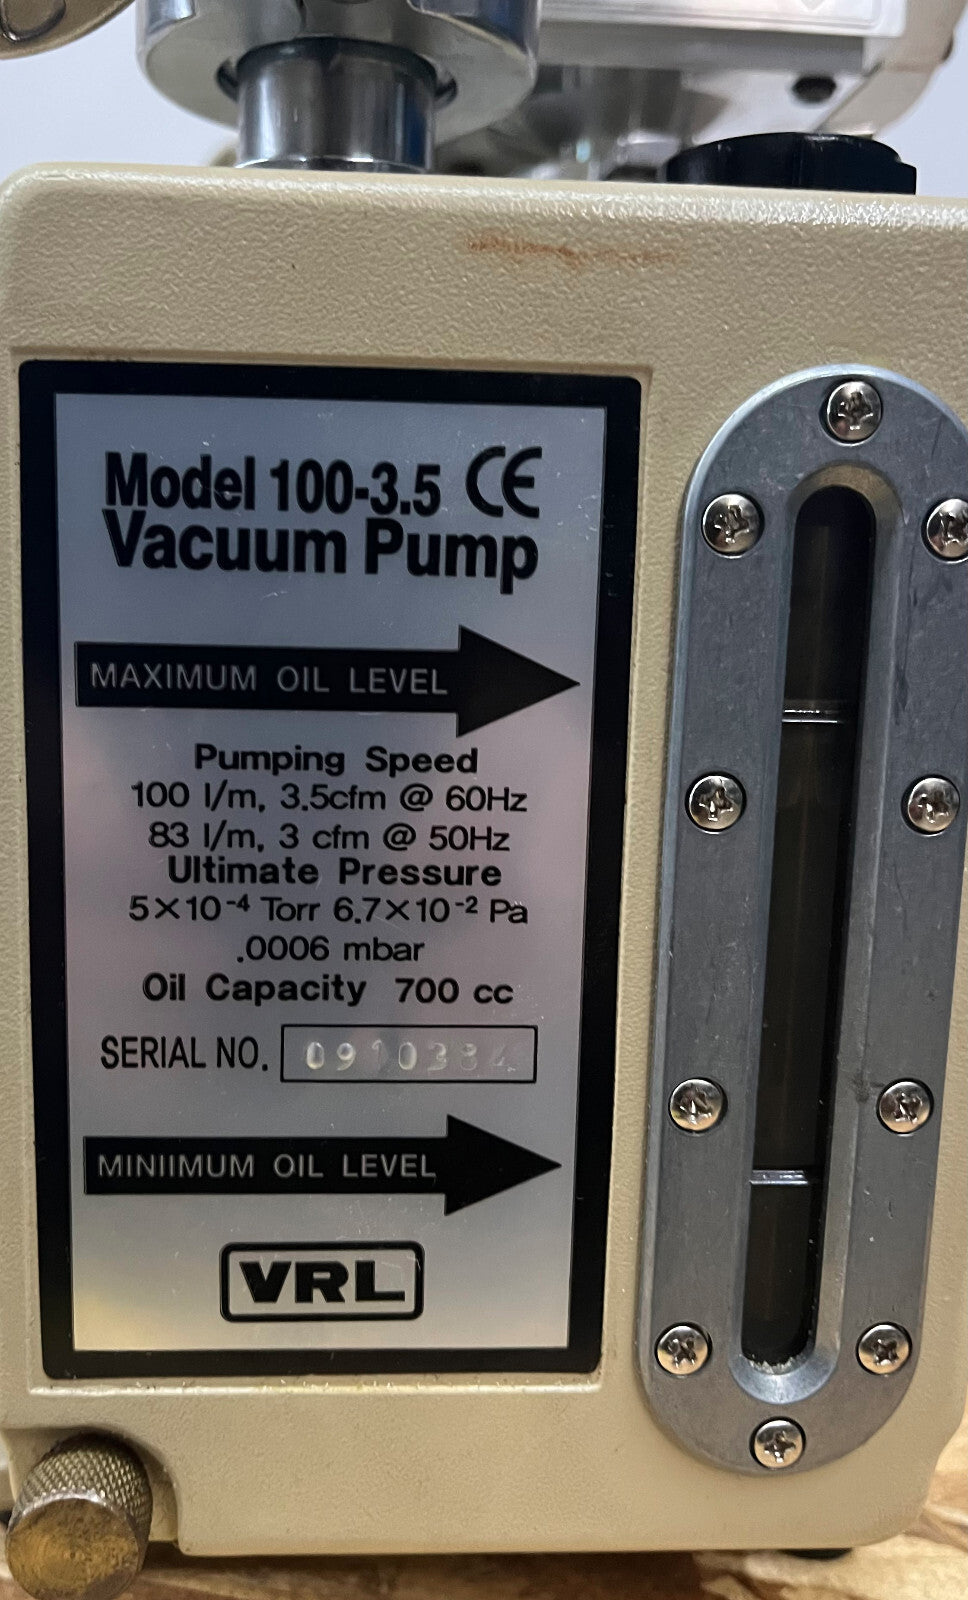 Model 100-3.5 CE
Vacuum Pump
MAXIMUM OIL LEVEL
Pumping Speed
100 l/m, 3.5cfm @ 60Hz
83 l/m, 3 cfm @ 50Hz
Ultimate Pressure
5×10⁻⁴ Torr 6.7×10⁻² Pa
.0006 mbar
Oil Capacity 700 cc
SERIAL NO.
MINIIMUM OIL LEVEL
VRL